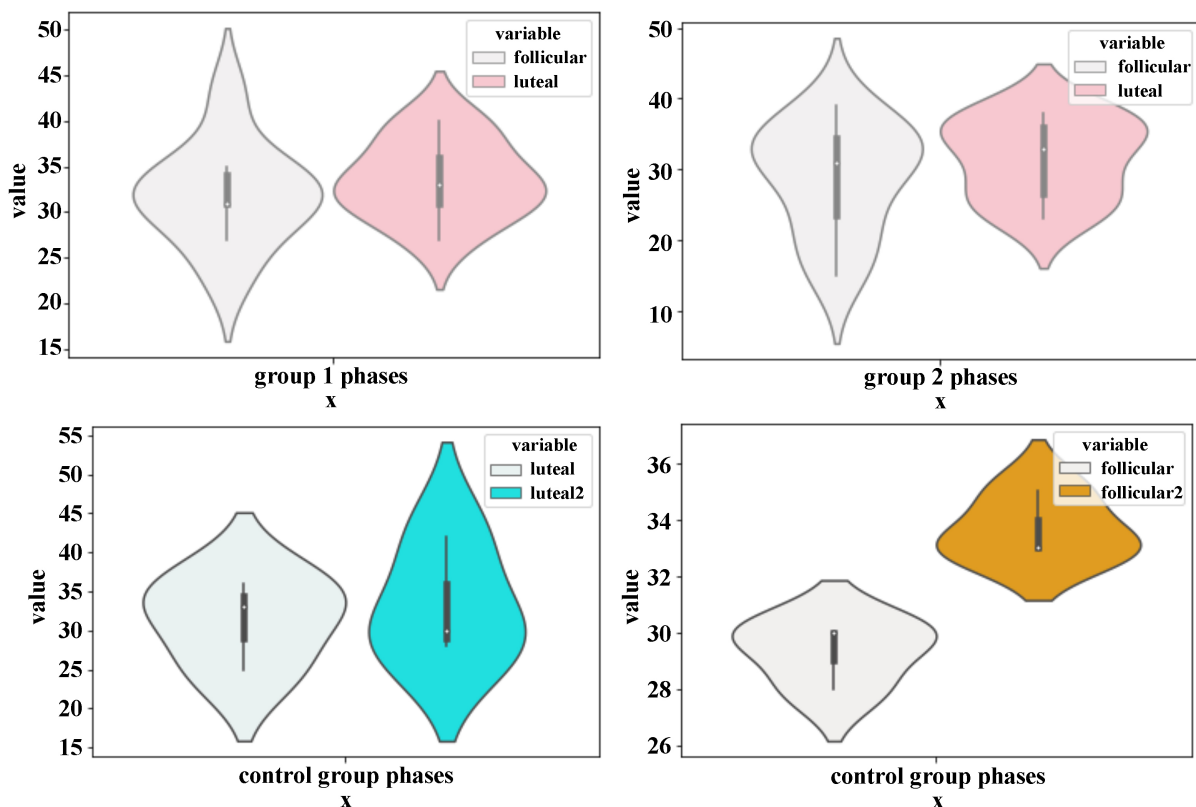 50
45
40
35
30
25
20
15
value
variable
follicular
luteal
group 1 phases
x
50
40
30
20
10
value
variable
follicular
luteal
group 2 phases
x
55
50
45
40
35
30
25
20
15
value
variable
luteal
luteal2
control group phases
x
36
34
32
30
28
26
value
variable
follicular
follicular2
control group phases
x